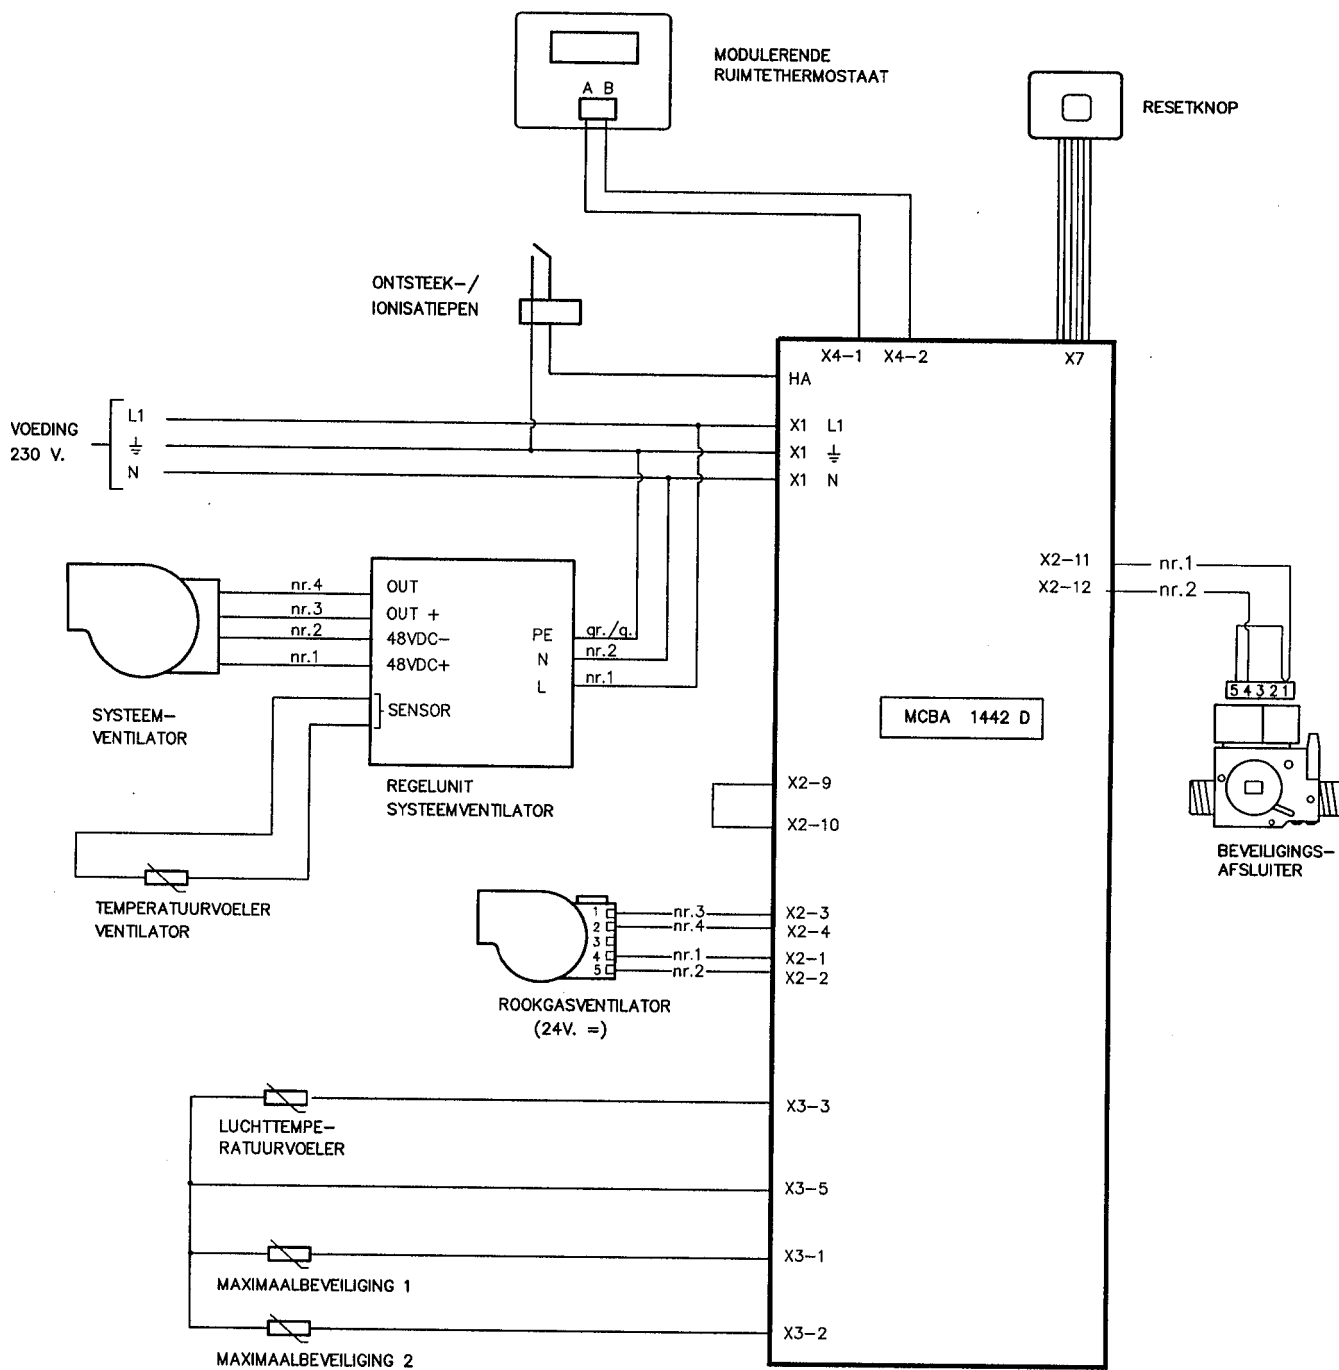 MODULERENDE
RUIMTETHERMOSTAAT
A B
RESETKNOP
ONTSTEEK-/
IONISATIEPEN
X4-1 X4-2 X7
HA
VOEDING
230 V.
L1
N
X1 L1
X1
X1 N
X2-11 nr.1
X2-12 nr.2
nr.4 OUT
nr.3 OUT +
nr.2 48VDC-
nr.1 48VDC+
SENSOR
PE gr./g.
N nr.2
L nr.1
5 4 3 2 1
MCBA 1442 D
SYSTEEM-
VENTILATOR
REGELUNIT
SYSTEEMVENTILATOR
X2-9
X2-10
BEVEILIGINGS-
AFSLUITER
TEMPERATUURVOELER
VENTILATOR
1 nr.3 X2-3
2 nr.4 X2-4
3
4 nr.1 X2-1
5 nr.2 X2-2
ROOKGASVENTILATOR
(24V. =)
X3-3
LUCHTTEMPE-
RATUURVOELER
X3-5
X3-1
MAXIMAALBEVEILIGING 1
X3-2
MAXIMAALBEVEILIGING 2